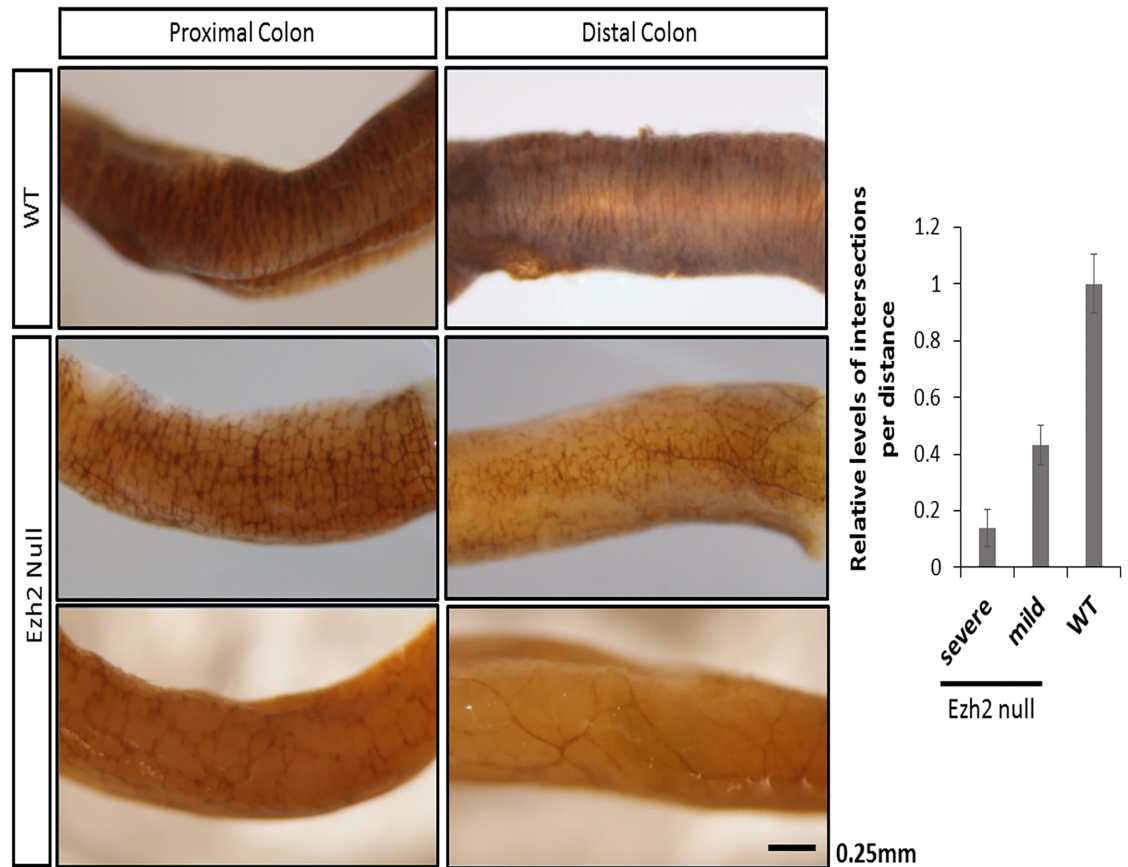 Proximal Colon
Distal Colon
WT
Ezh2 Null
0.25mm
Relative levels of intersections
per distance
1.2
1
0.8
0.6
0.4
0.2
0
severe
mild
WT
Ezh2 null